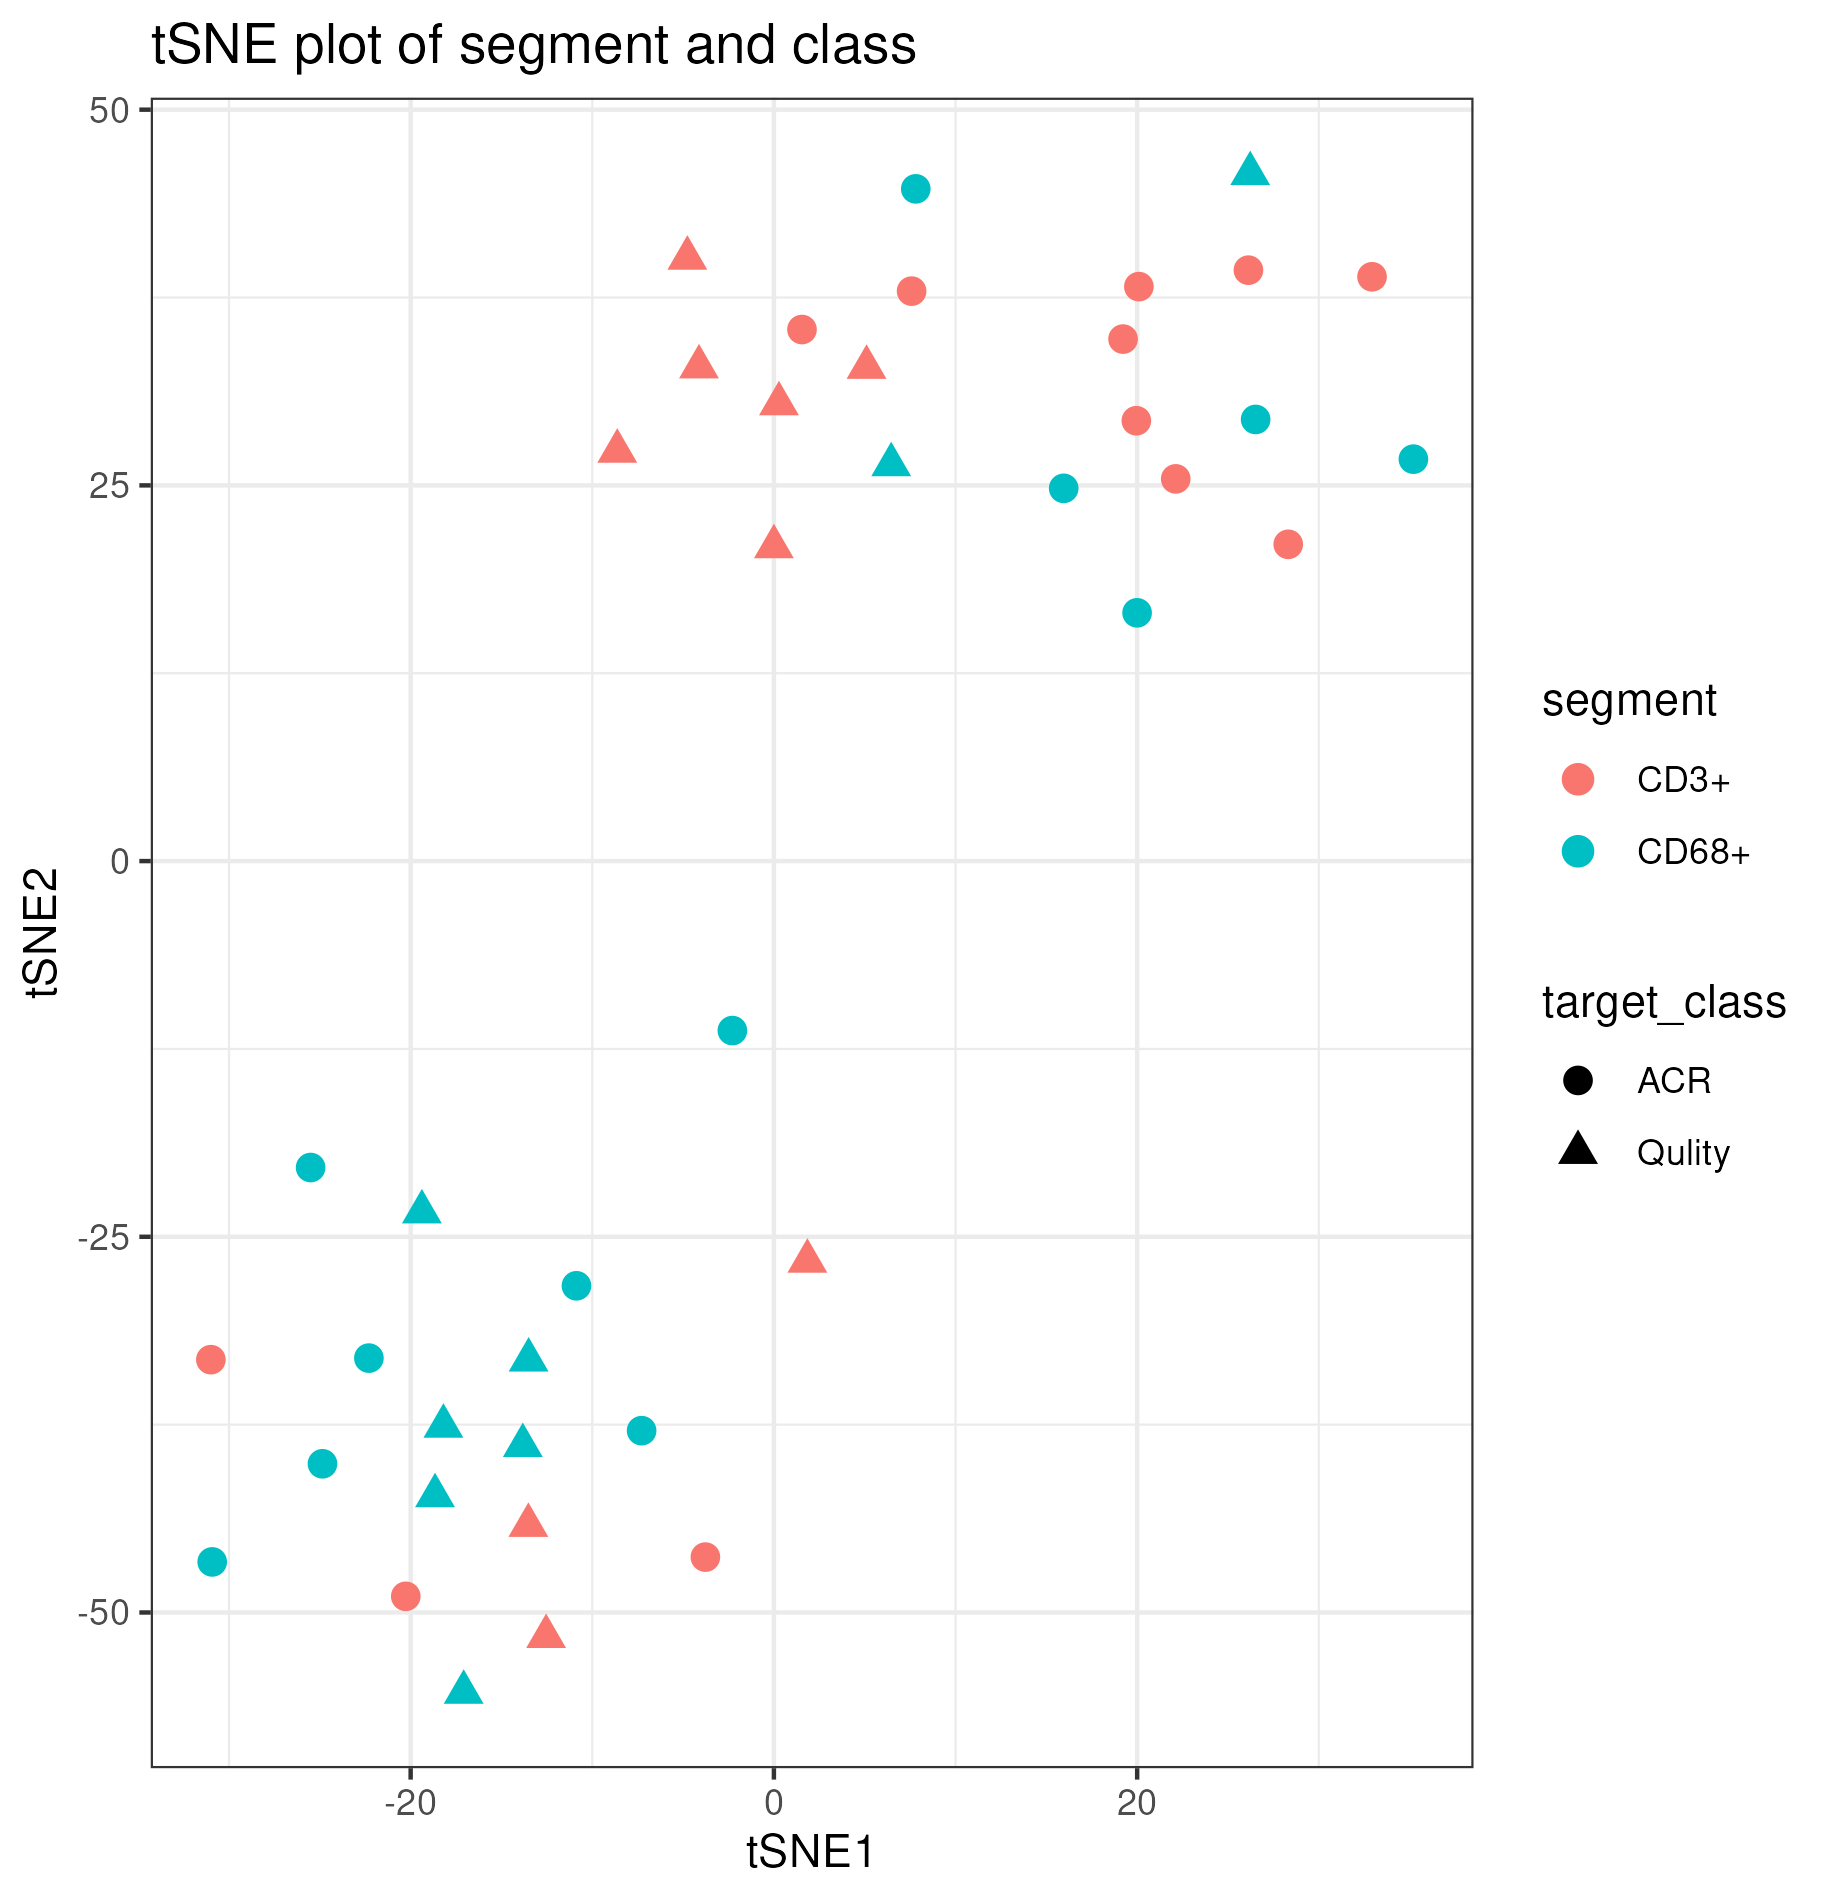 tSNE plot of segment and class
50
25
0
-25
-50
tSNE2
-20
0
20
tSNE1
segment
CD3+
CD68+
target_class
ACR
Qulity